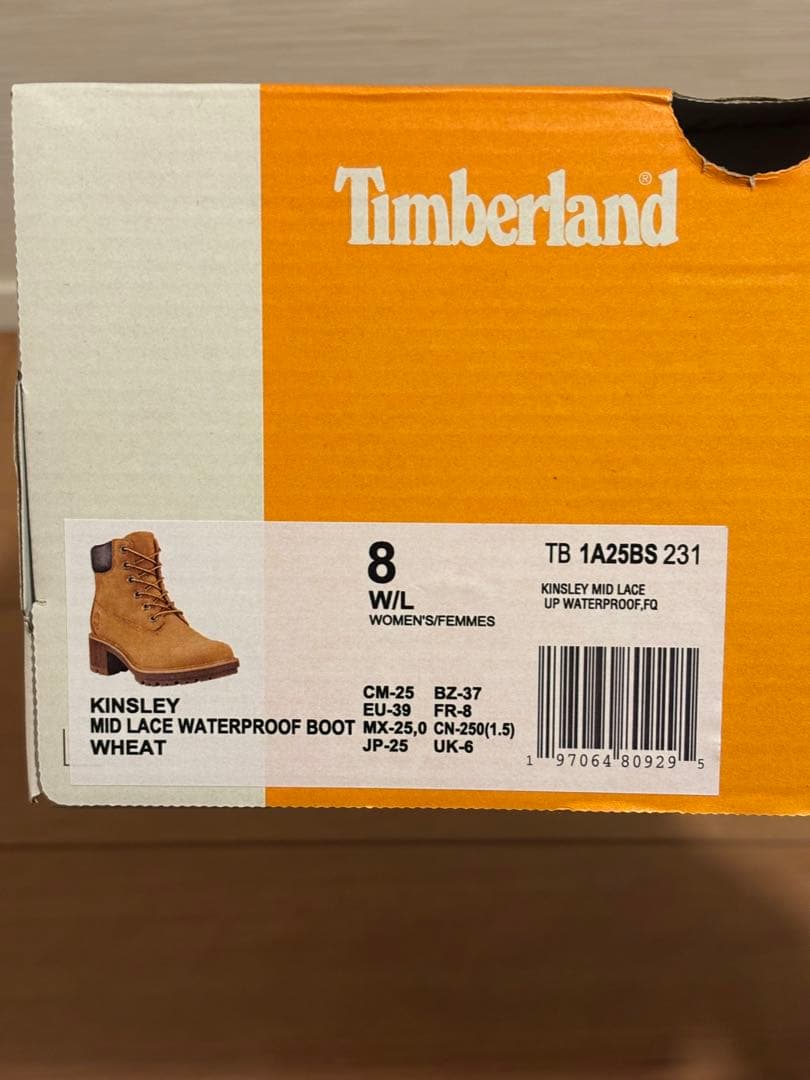 Timberland®
8
W/L
WOMEN'S/FEMMES
TB 1A25BS 231
KINSLEY MID LACE
UP WATERPROOF,FQ
KINSLEY
MID LACE WATERPROOF BOOT
WHEAT
CM-25 BZ-37
EU-39 FR-8
MX-25,0 CN-250(1.5)
JP-25 UK-6
1 97064 80929 5